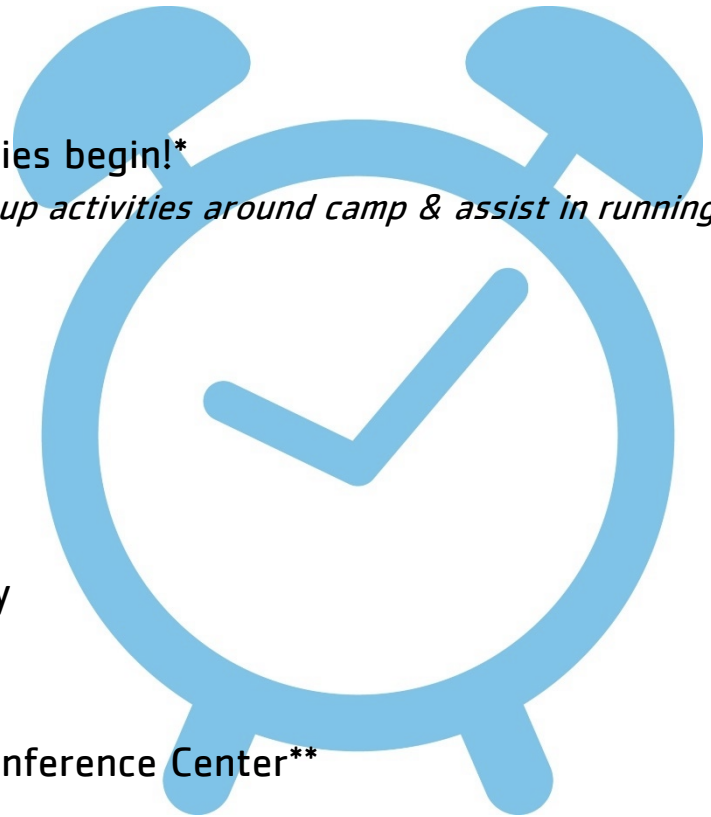 ies begin!*
up activities around camp & assist in running
y
nference Center**